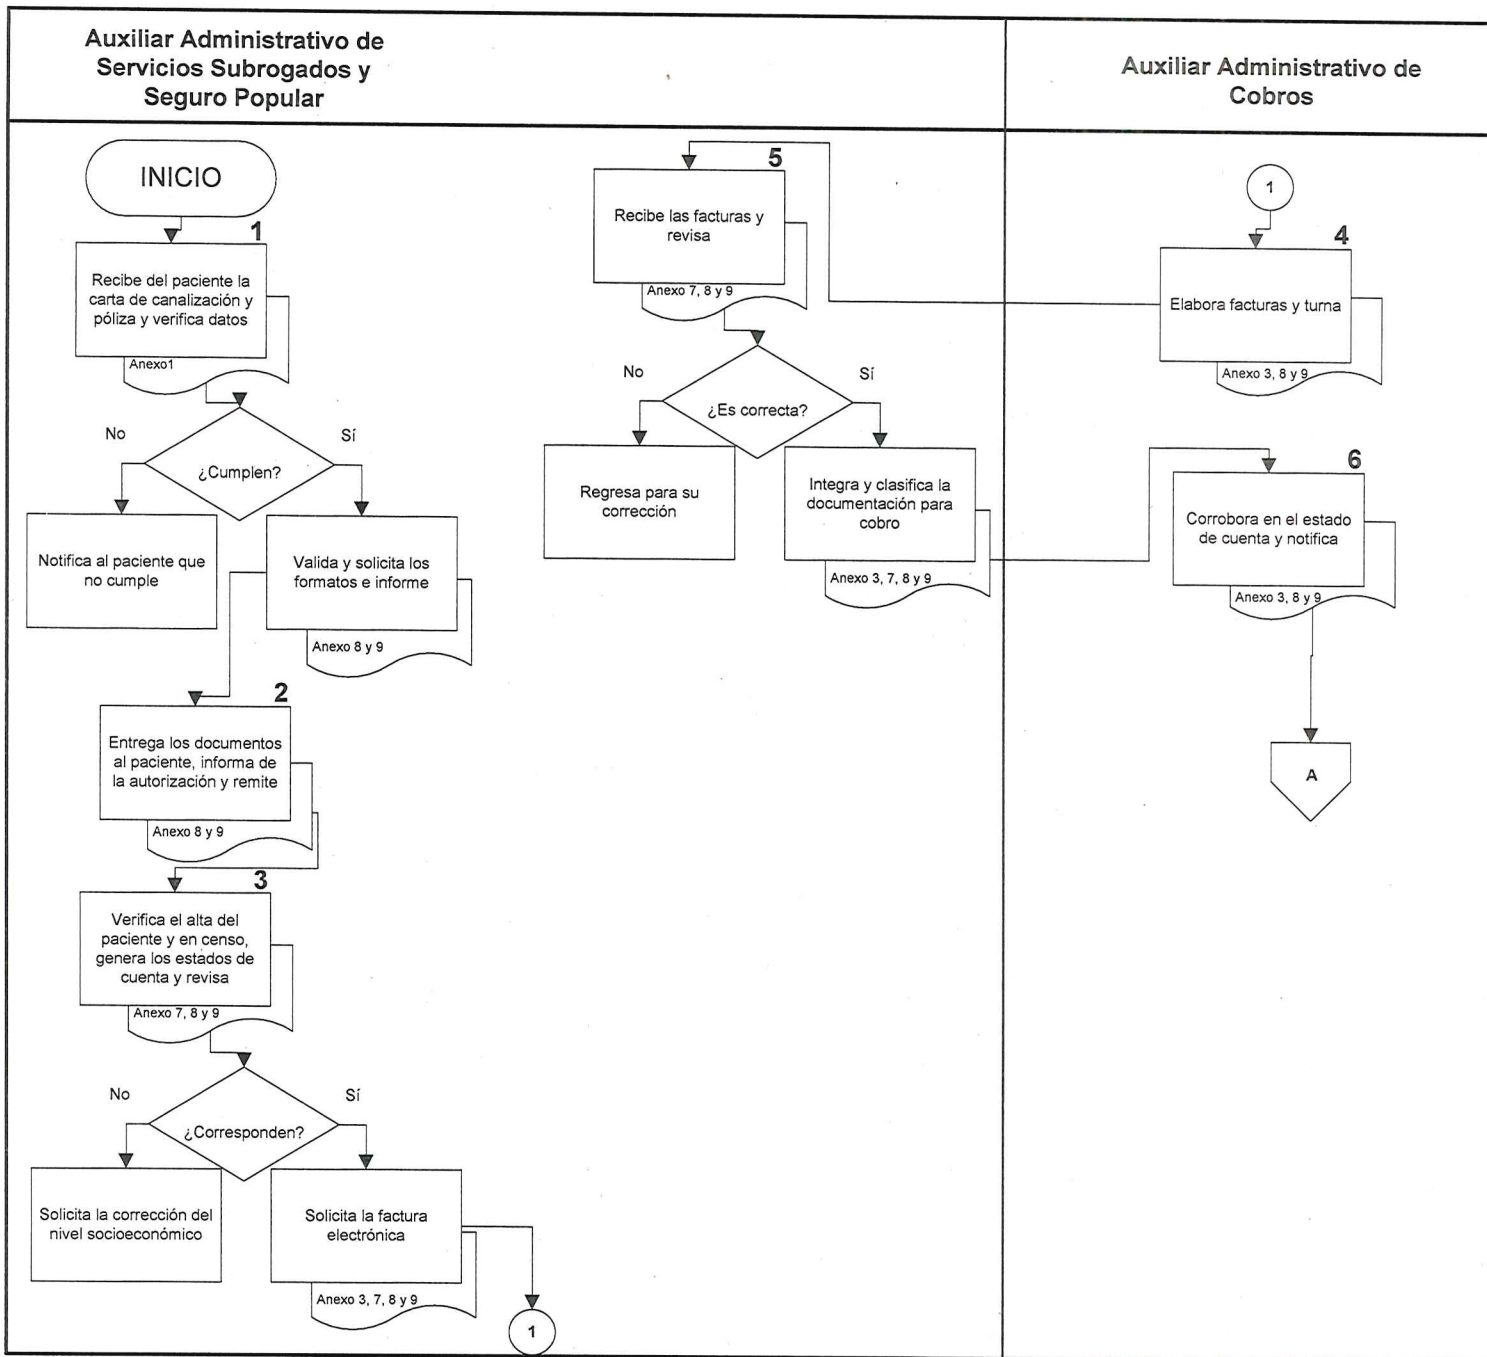 Auxiliar Administrativo de
Servicios Subrogados y
Seguro Popular
Auxiliar Administrativo de
Cobros
INICIO
1
Recibe del paciente la
carta de canalización y
póliza y verifica datos
Anexo1
No
Sí
¿Cumplen?
Notifica al paciente que
no cumple
Valida y solicita los
formatos e informe
Anexo 8 y 9
2
Entrega los documentos
al paciente, informa de
la autorización y remite
Anexo 8 y 9
3
Verifica el alta del
paciente y en censo,
genera los estados de
cuenta y revisa
Anexo 7, 8 y 9
No
Sí
¿Corresponden?
Solicita la corrección del
nivel socioeconómico
Solicita la factura
electrónica
Anexo 3, 7, 8 y 9
1
5
Recibe las facturas y
revisa
Anexo 7, 8 y 9
No
Sí
¿Es correcta?
Regresa para su
corrección
Integra y clasifica la
documentación para
cobro
Anexo 3, 7, 8 y 9
1
4
Elabora facturas y turna
Anexo 3, 8 y 9
6
Corrobora en el estado
de cuenta y notifica
Anexo 3, 8 y 9
A